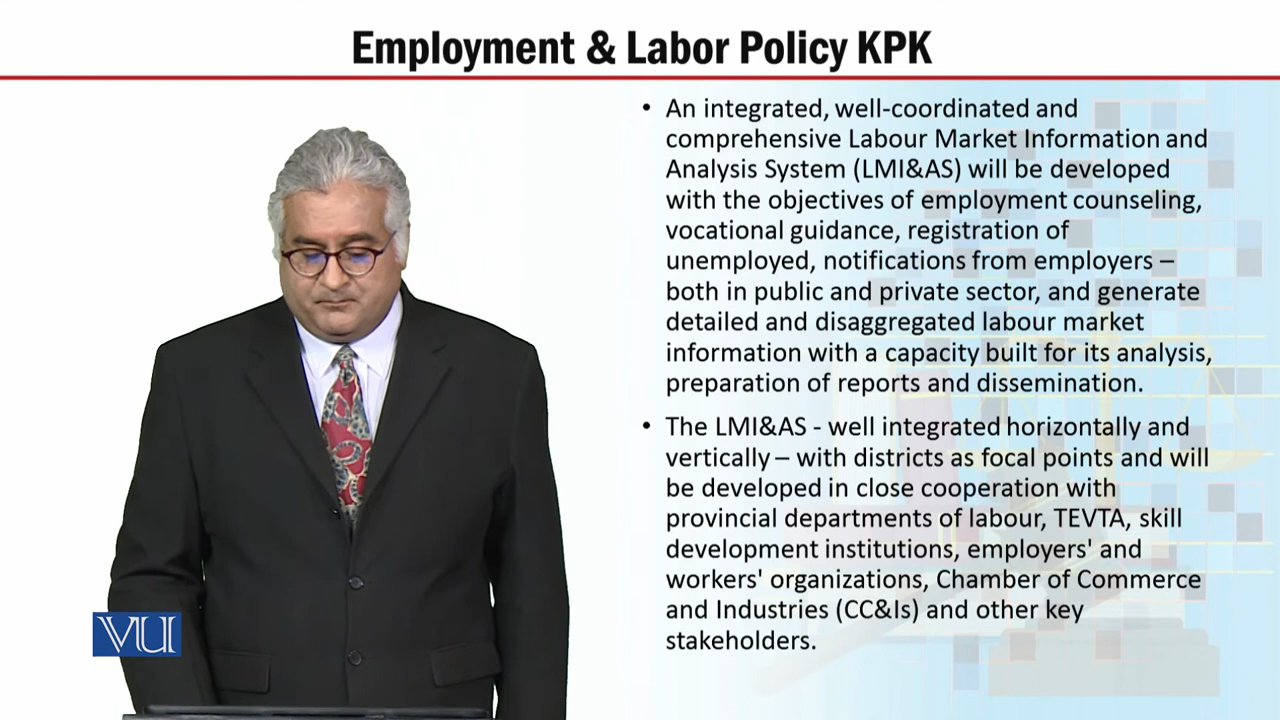 Employment & Labor Policy KPK
• An integrated, well-coordinated and
comprehensive Labour Market Information and
Analysis System (LMI&AS) will be developed
with the objectives of employment counseling,
vocational guidance, registration of
unemployed, notifications from employers –
both in public and private sector, and generate
detailed and disaggregated labour market
information with a capacity built for its analysis,
preparation of reports and dissemination.
• The LMI&AS - well integrated horizontally and
vertically – with districts as focal points and will
be developed in close cooperation with
provincial departments of labour, TEVTA, skill
development institutions, employers' and
workers' organizations, Chamber of Commerce
and Industries (CC&Is) and other key
stakeholders.
VU